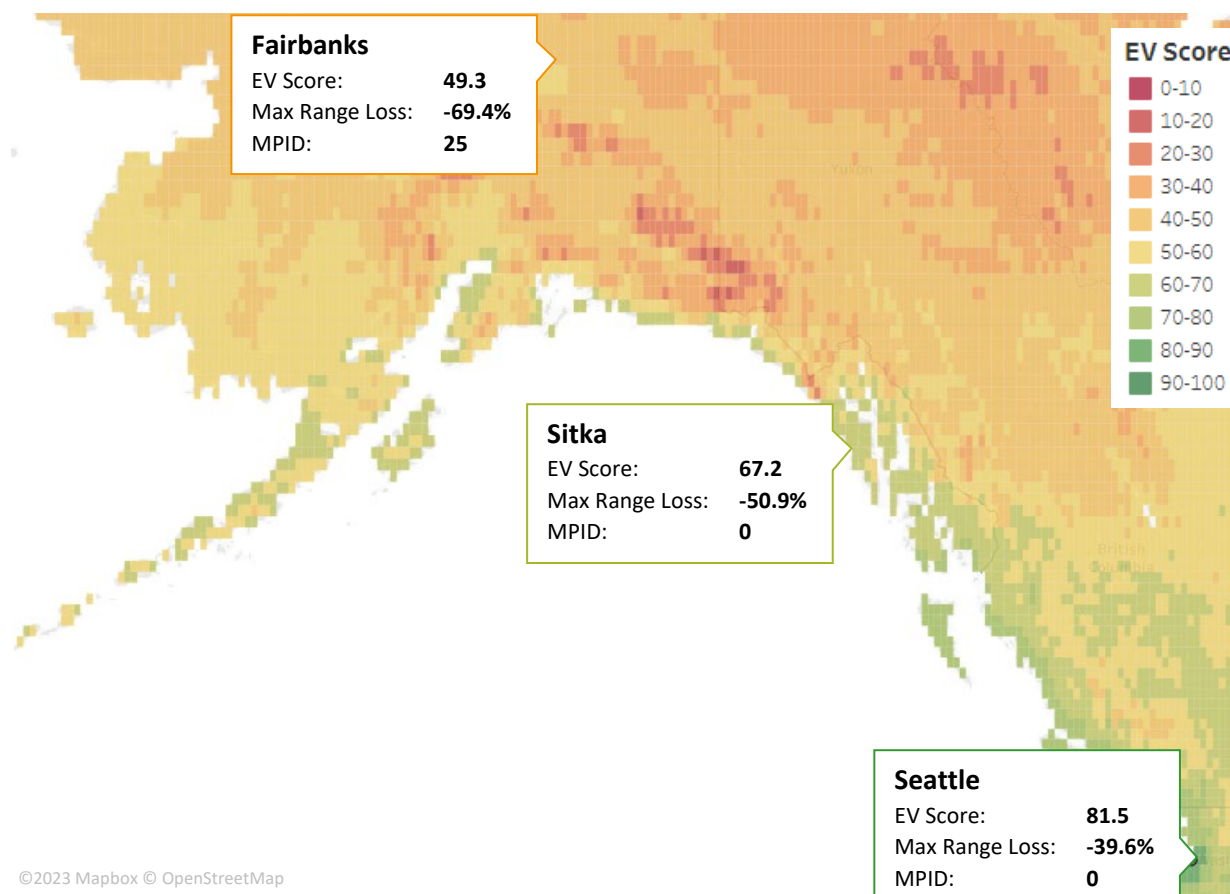 Fairbanks
EV Score: 49.3
Max Range Loss: -69.4%
MPID: 25
EV Score
0-10
10-20
20-30
30-40
40-50
50-60
60-70
70-80
80-90
90-100
Yukon
Sitka
EV Score: 67.2
Max Range Loss: -50.9%
MPID: 0
British
Columbia
Seattle
EV Score: 81.5
Max Range Loss: -39.6%
MPID: 0
©2023 Mapbox © OpenStreetMap